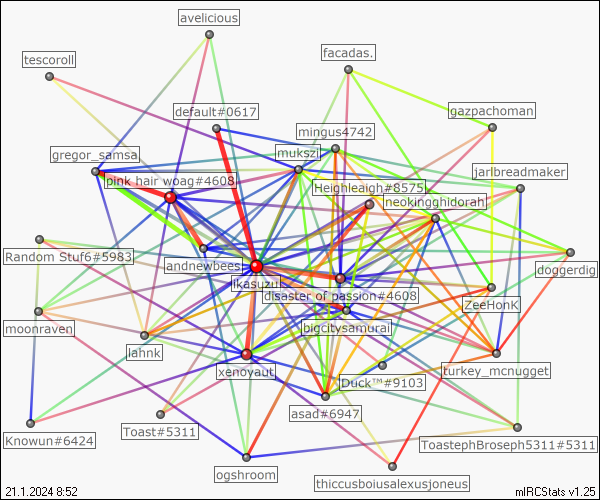 avelicious
facadas.
tescoroll
default#0617
gazpachoman
mingus4742
gregor_samsa
mukszi
jarlbreadmaker
pink hair woag#4608
Heighleaigh#8575
neokingghidorah
Random Stuf6#5983
andnewbees
doggerdig
ikasuzu
disaster of passion#4608
ZeeHonK
moonraven
bigcitysamurai
lahnk
xenovaut
turkey_mcnugget
Duck™#9103
asad#6947
Knowun#6424
Toast#5311
ToastephBroseph5311#5311
ogshroom
thiccusboiusalexusjoneus
21.1.2024 8:52
mIRCStats v1.25